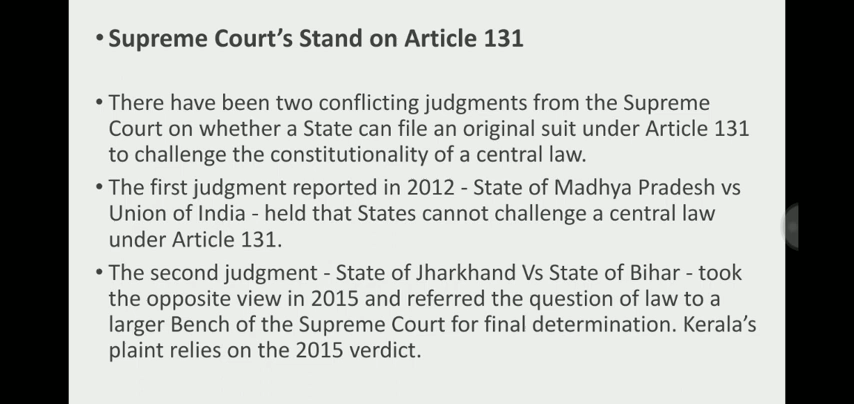 • Supreme Court's Stand on Article 131
• There have been two conflicting judgments from the Supreme
Court on whether a State can file an original suit under Article 131
to challenge the constitutionality of a central law.
• The first judgment reported in 2012 - State of Madhya Pradesh vs
Union of India - held that States cannot challenge a central law
under Article 131.
• The second judgment - State of Jharkhand Vs State of Bihar - took
the opposite view in 2015 and referred the question of law to a
larger Bench of the Supreme Court for final determination. Kerala's
plaint relies on the 2015 verdict.